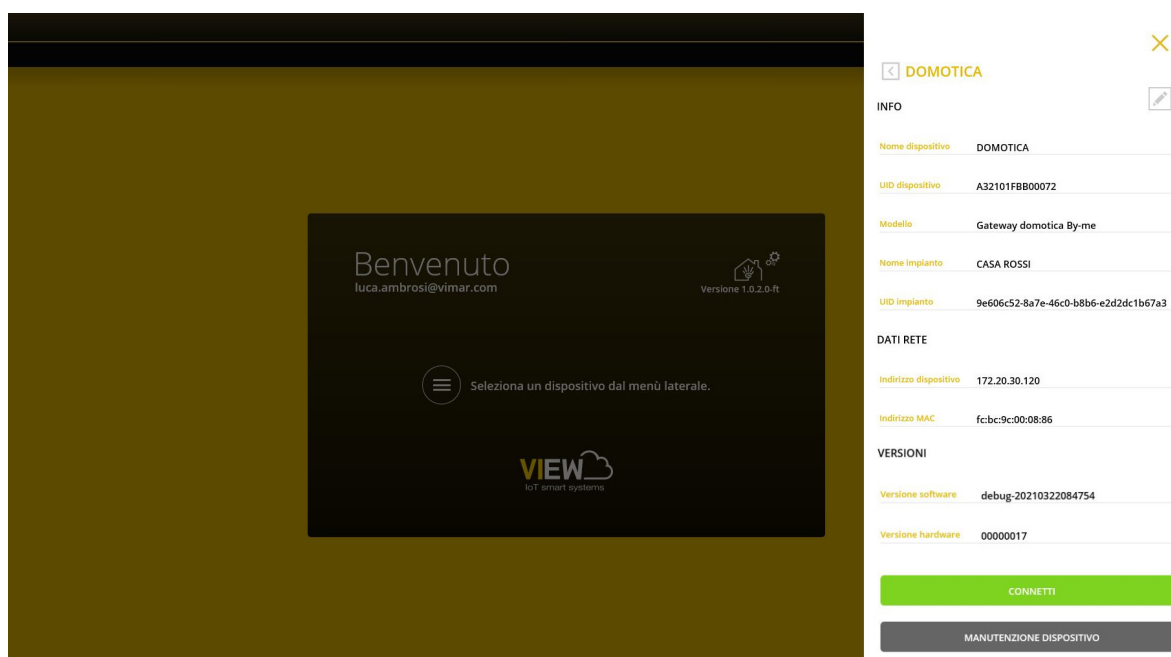 DOMOTICA
INFO
Nome dispositivo DOMOTICA
UID dispositivo A32101FBB00072
Modello Gateway domotica By-me
Nome impianto CASA ROSSI
UID impianto 9e606c52-8a7e-46c0-b8b6-e2d2dc1b67a3
DATI RETE
Indirizzo dispositivo 172.20.30.120
Indirizzo MAC fc:bc:9c:00:08:86
VERSIONI
Versione software debug-20210322084754
Versione hardware 00000017
CONNETTI
MANUTENZIONE DISPOSITIVO
Benvenuto
luca.ambrosi@vimar.com
Versione 1.0.2.0-ft
Seleziona un dispositivo dal menù laterale.
VIEW
IoT smart systems